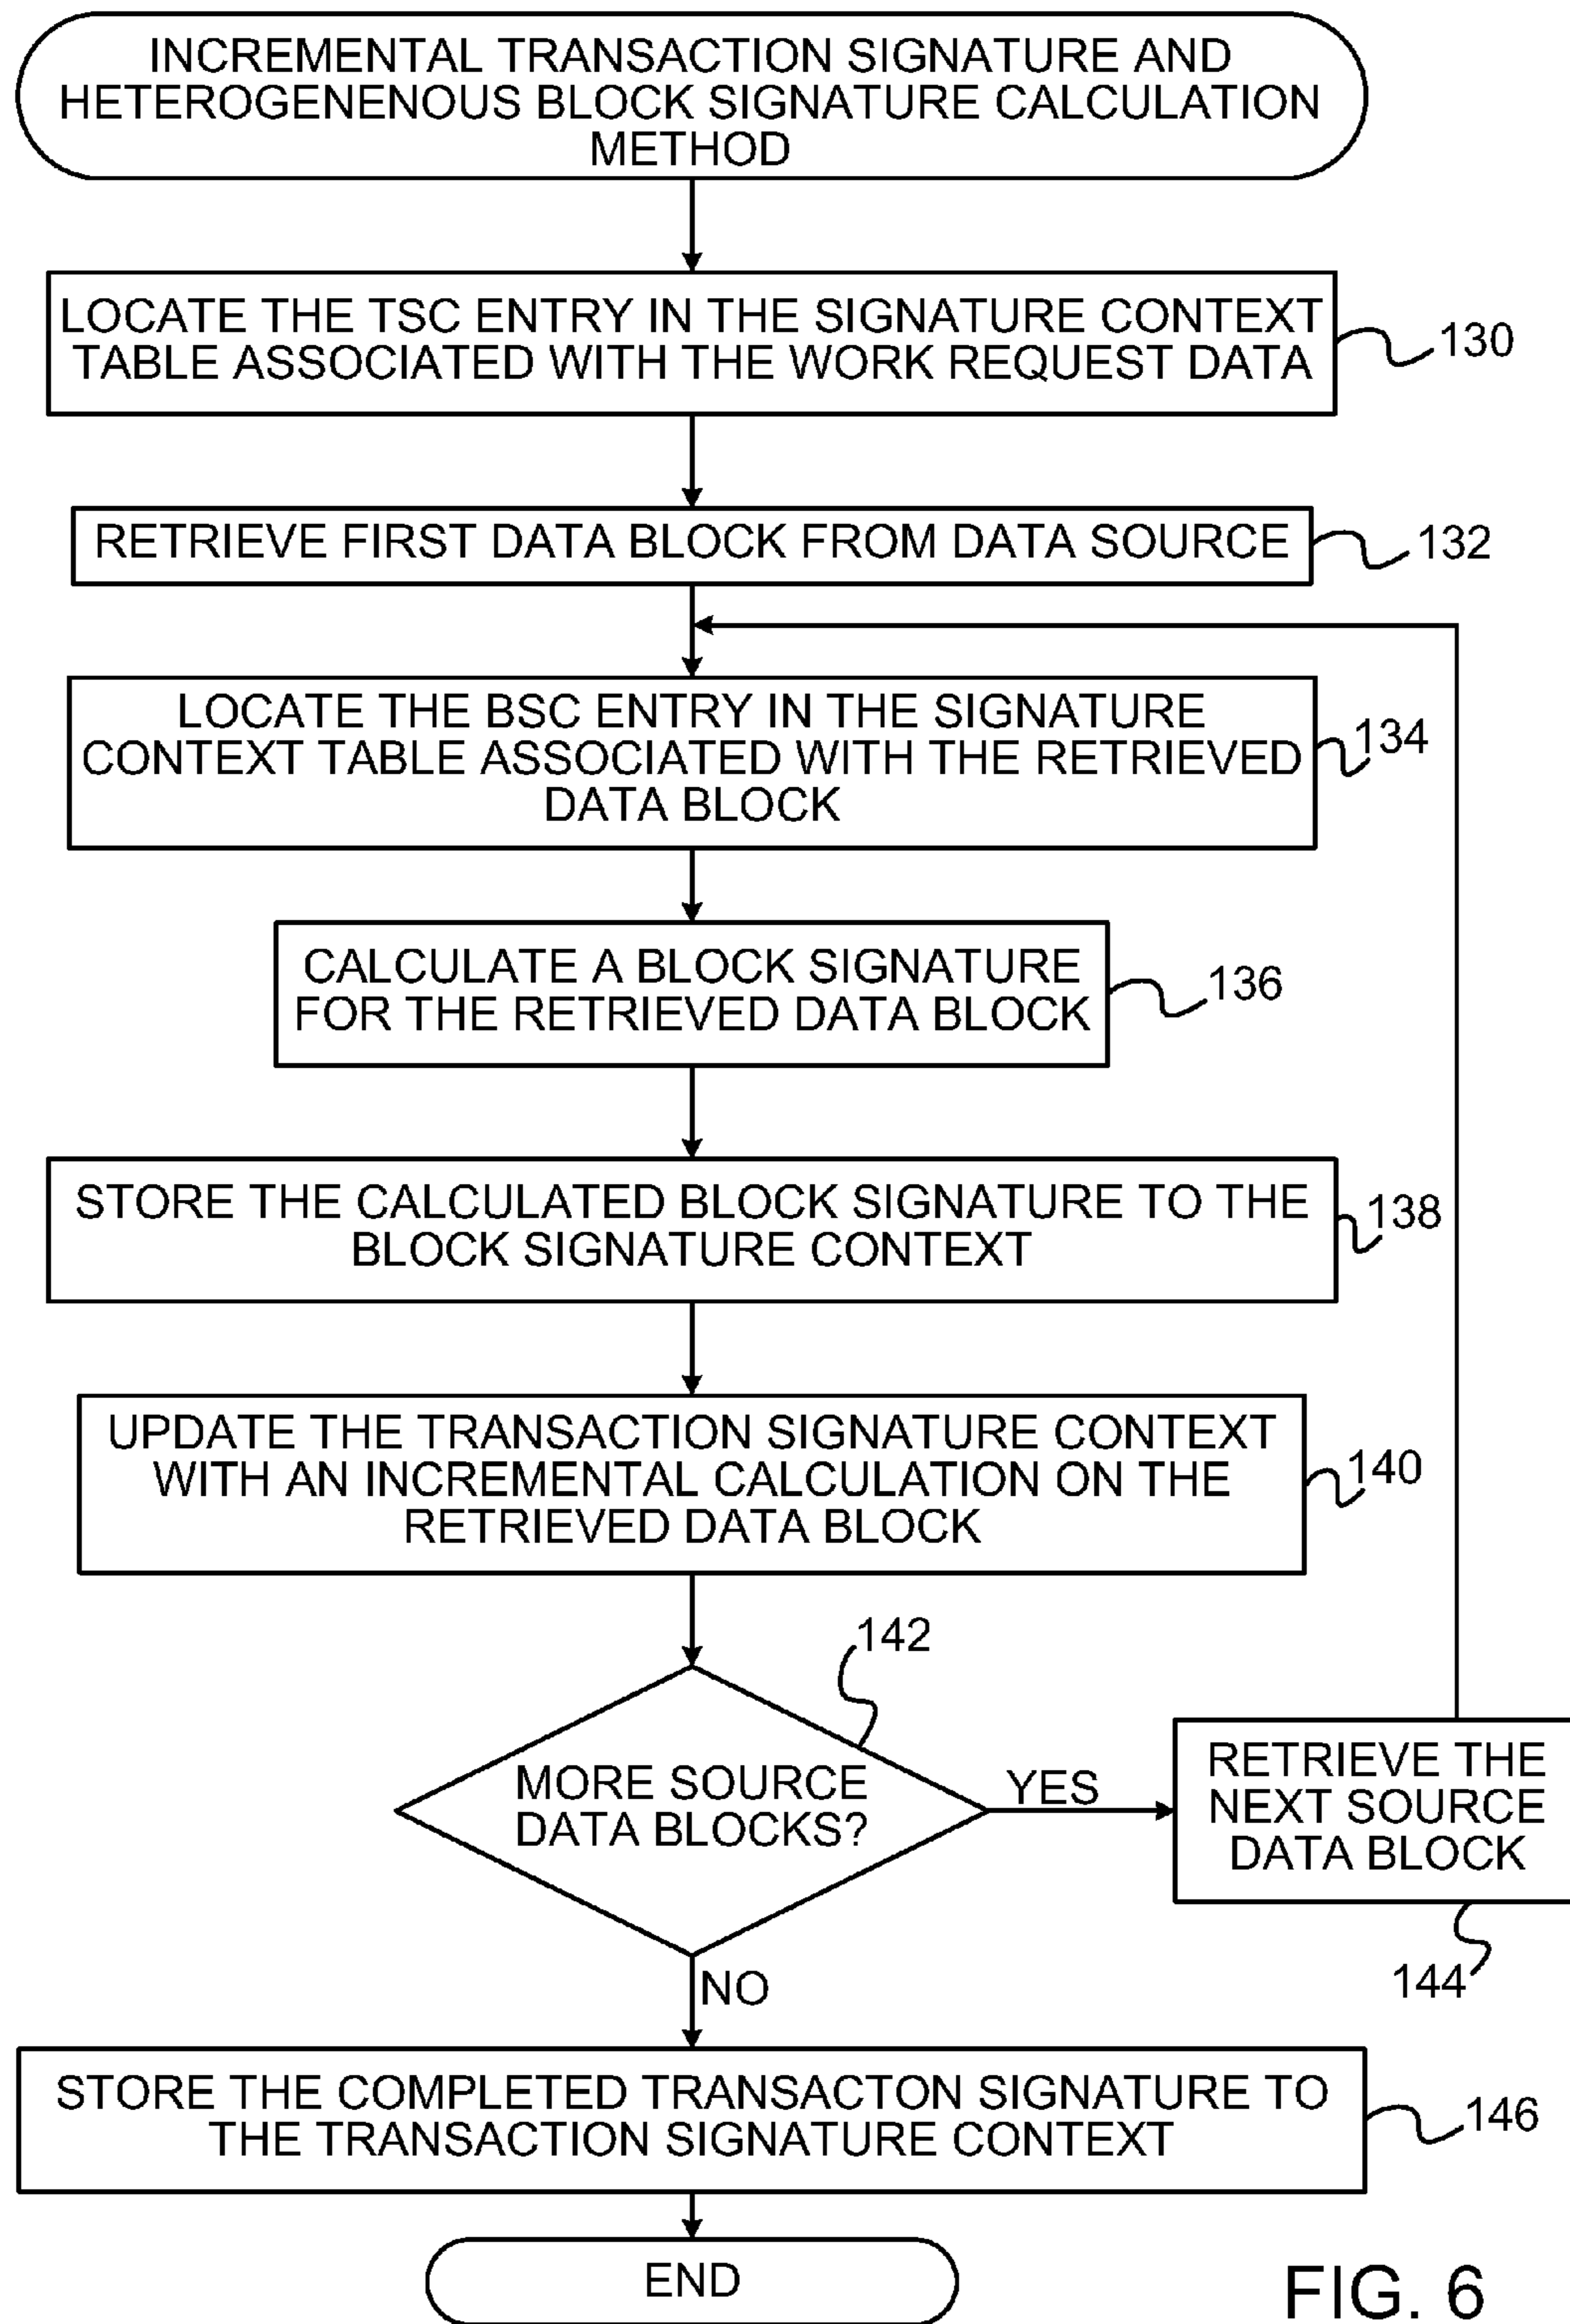 INCREMENTAL TRANSACTION SIGNATURE AND
HETEROGENENOUS BLOCK SIGNATURE CALCULATION
METHOD
LOCATE THE TSC ENTRY IN THE SIGNATURE CONTEXT
TABLE ASSOCIATED WITH THE WORK REQUEST DATA
130
RETRIEVE FIRST DATA BLOCK FROM DATA SOURCE
132
LOCATE THE BSC ENTRY IN THE SIGNATURE
CONTEXT TABLE ASSOCIATED WITH THE RETRIEVED
DATA BLOCK
134
CALCULATE A BLOCK SIGNATURE
FOR THE RETRIEVED DATA BLOCK
136
STORE THE CALCULATED BLOCK SIGNATURE TO THE
BLOCK SIGNATURE CONTEXT
138
UPDATE THE TRANSACTION SIGNATURE CONTEXT
WITH AN INCREMENTAL CALCULATION ON THE
RETRIEVED DATA BLOCK
140
142
MORE SOURCE
DATA BLOCKS?
YES
RETRIEVE THE
NEXT SOURCE
DATA BLOCK
144
NO
STORE THE COMPLETED TRANSACTON SIGNATURE TO
THE TRANSACTION SIGNATURE CONTEXT
146
END
FIG. 6